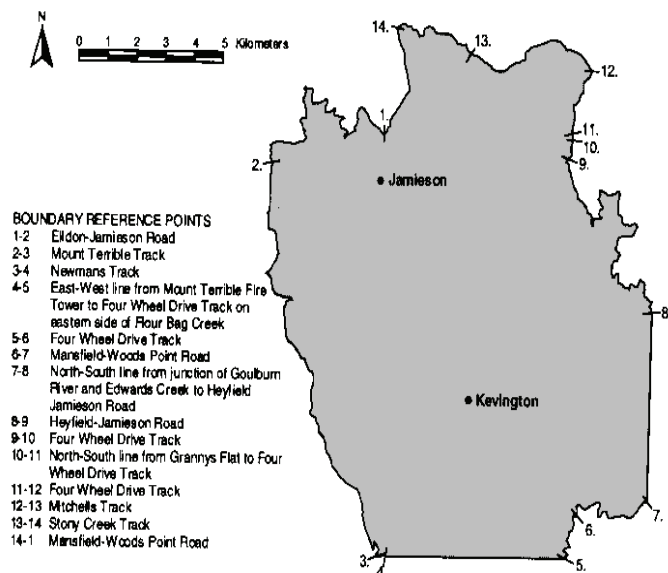 N
0 1 2 3 4 5 Kilometers
14.
13.
12.
1.
11.
10.
9.
2.
Jamieson
BOUNDARY REFERENCE POINTS
1-2 Eildon-Jamieson Road
2-3 Mount Terrible Track
3-4 Newmans Track
4-5 East-West line from Mount Terrible Fire
Tower to Four Wheel Drive Track on
eastern side of Flour Bag Creek
5-6 Four Wheel Drive Track
6-7 Mansfield-Woods Point Road
7-8 North-South line from junction of Goulburn
River and Edwards Creek to Heyfield
Jamieson Road
8-9 Heyfield-Jamieson Road
9-10 Four Wheel Drive Track
10-11 North-South line from Grannys Flat to Four
Wheel Drive Track
11-12 Four Wheel Drive Track
12-13 Mitchells Track
13-14 Stony Creek Track
14-1 Mansfield-Woods Point Road
8
Kevington
7.
6.
3.
4
5.